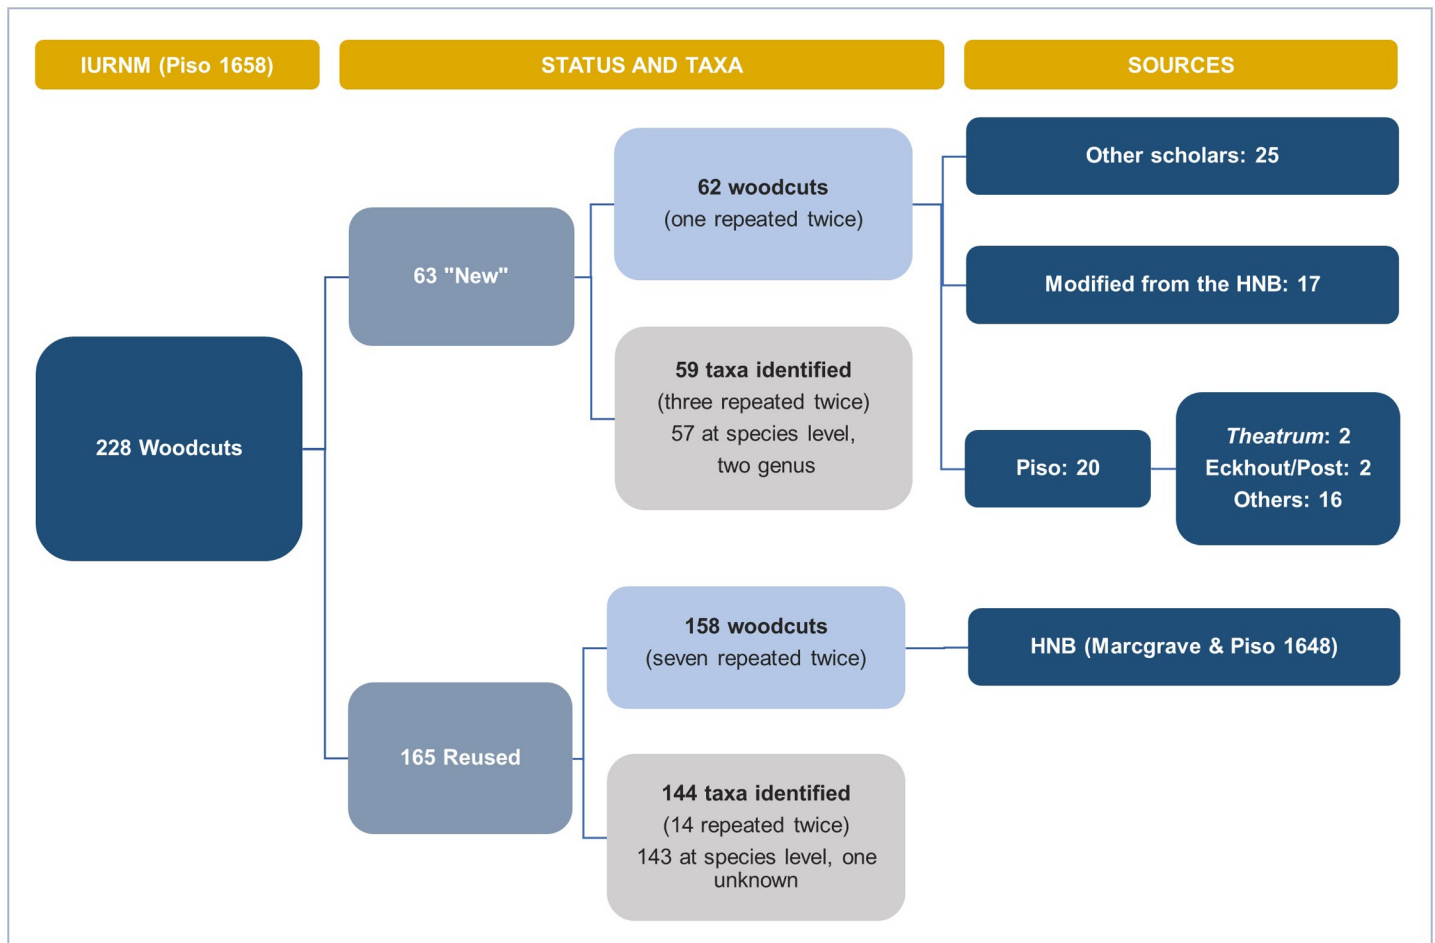 IURNM (Piso 1658)
STATUS AND TAXA
SOURCES
228 Woodcuts
63 "New"
62 woodcuts
(one repeated twice)
59 taxa identified
(three repeated twice)
57 at species level,
two genus
Other scholars: 25
Modified from the HNB: 17
Piso: 20
Theatrum: 2
Eckhout/Post: 2
Others: 16
165 Reused
158 woodcuts
(seven repeated twice)
144 taxa identified
(14 repeated twice)
143 at species level, one
unknown
HNB (Marcgrave & Piso 1648)